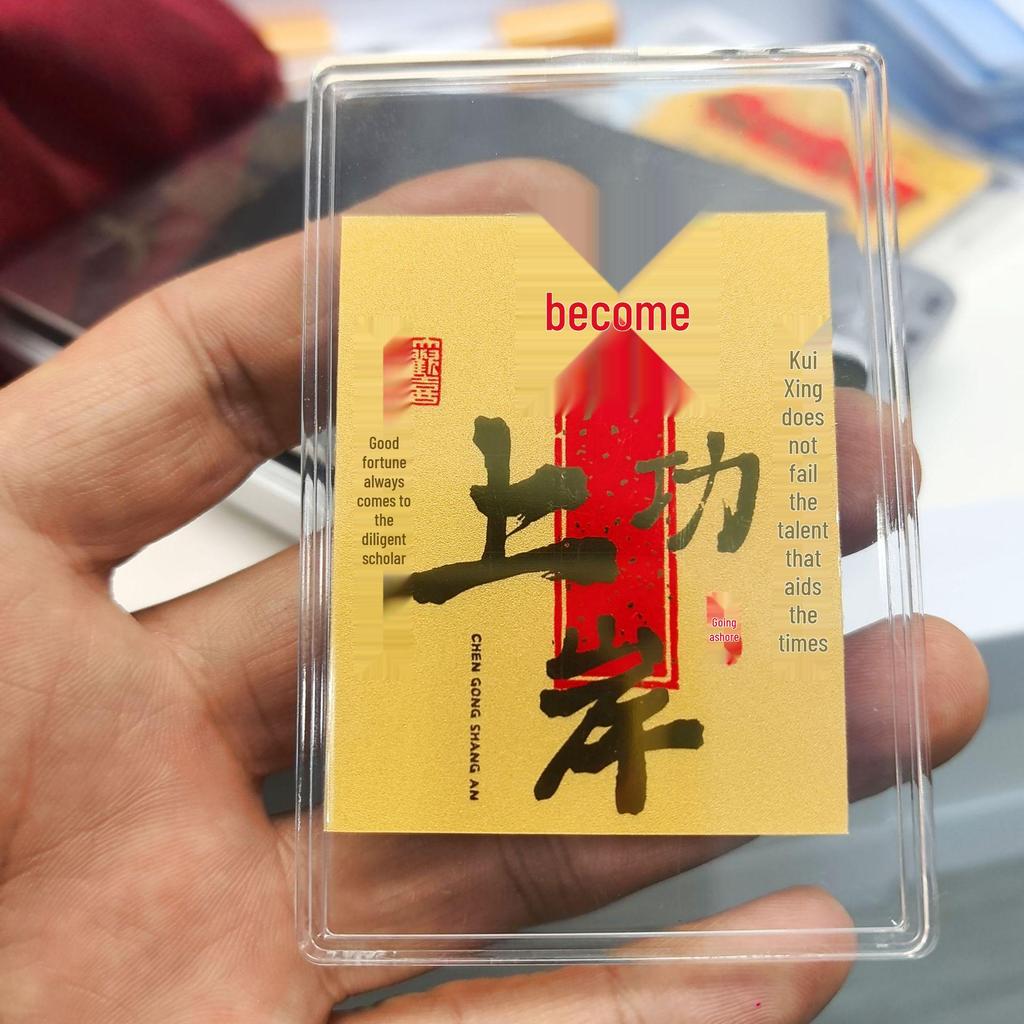 become
Kui
Xing
does
not
fail
the
talent
that
aids
the
times
功
上
岸
Going
ashore
Good
fortune
always
comes to
the
diligent
scholar
CHEN GONG SHANG AN